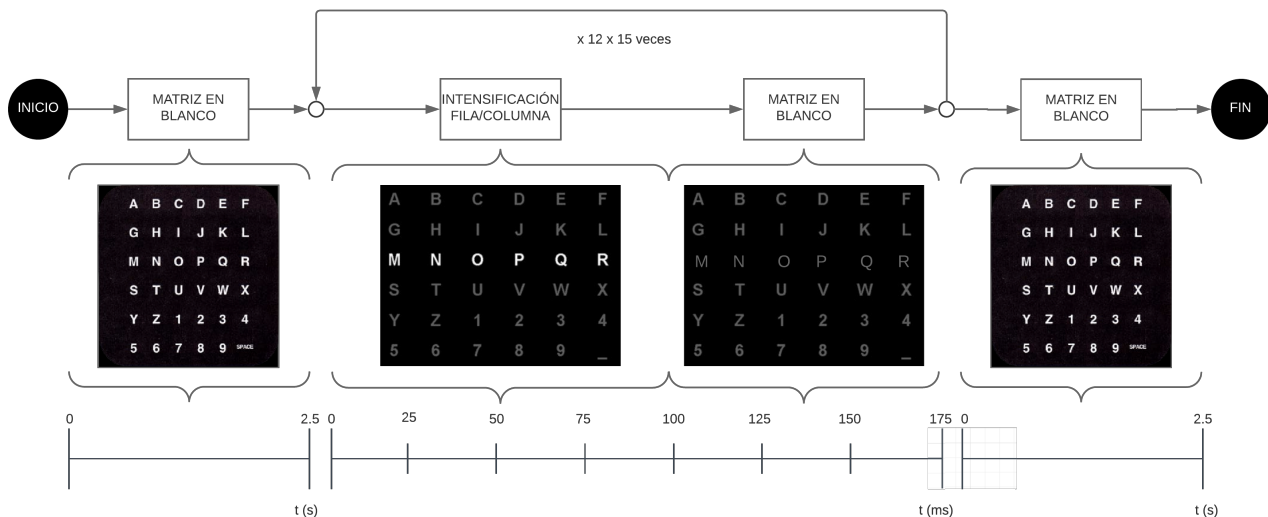 x 12 x 15 veces
INICIO
MATRIZ EN
BLANCO
INTENSIFICACIÓN
FILA/COLUMNA
MATRIZ EN
BLANCO
MATRIZ EN
BLANCO
FIN
A B C D E F
G H I J K L
M N O P Q R
S T U V W X
Y Z 1 2 3 4
5 6 7 8 9 SPACE
A B C D E F
G H I J K L
M N O P Q R
S T U V W X
Y Z 1 2 3 4
5 6 7 8 9 _
A B C D E F
G H I J K L
M N O P Q R
S T U V W X
Y Z 1 2 3 4
5 6 7 8 9 _
A B C D E F
G H I J K L
M N O P Q R
S T U V W X
Y Z 1 2 3 4
5 6 7 8 9 SPACE
0 2.5
t (s)
0 25 50 75 100 125 150 175
t (ms)
0 2.5
t (s)